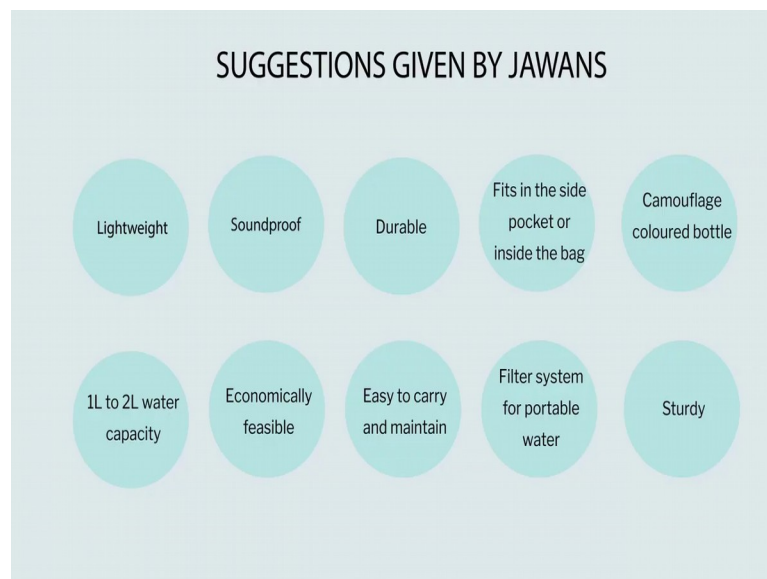 SUGGESTIONS GIVEN BY JAWANS
Lightweight
Soundproof
Durable
Fits in the side
pocket or
inside the bag
Camouflage
coloured bottle
1L to 2L water
capacity
Economically
feasible
Easy to carry
and maintain
Filter system
for portable
water
Sturdy